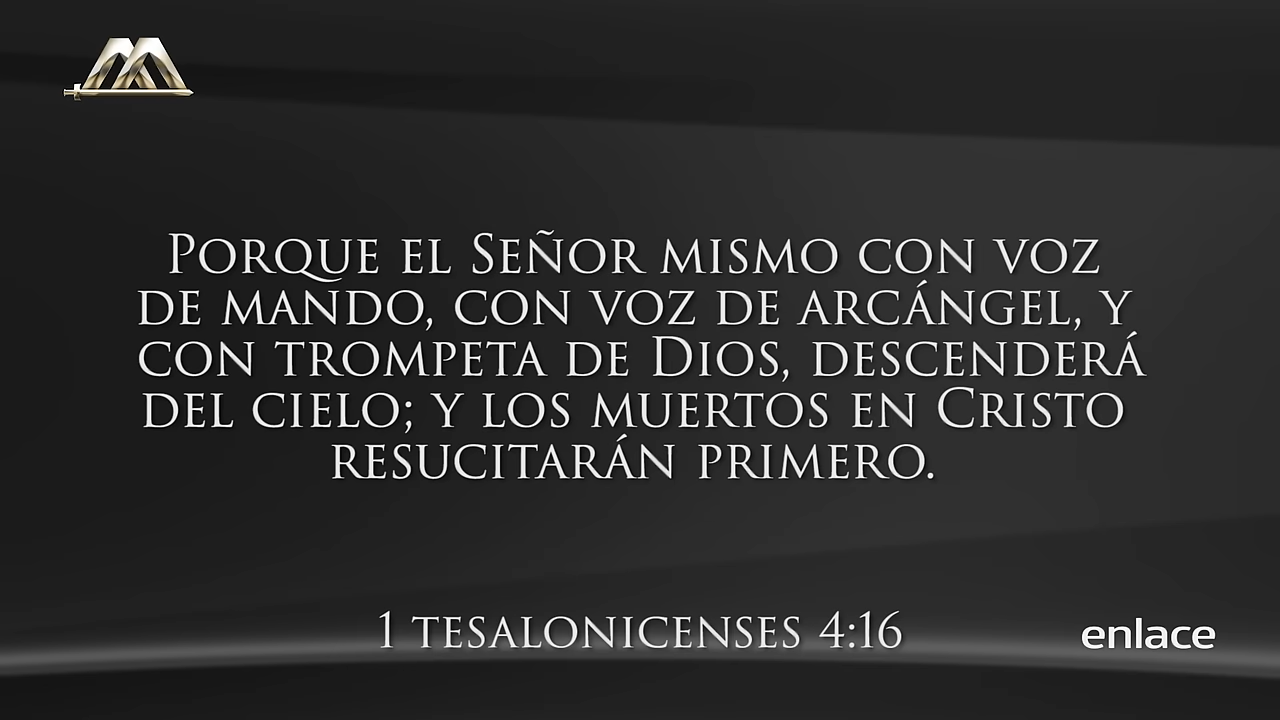 Porque el Señor mismo con voz
de mando, con voz de arcángel, y
con trompeta de Dios, descenderá
del cielo; y los muertos en Cristo
resucitarán primero.
1 tesalonicenses 4:16
enlace